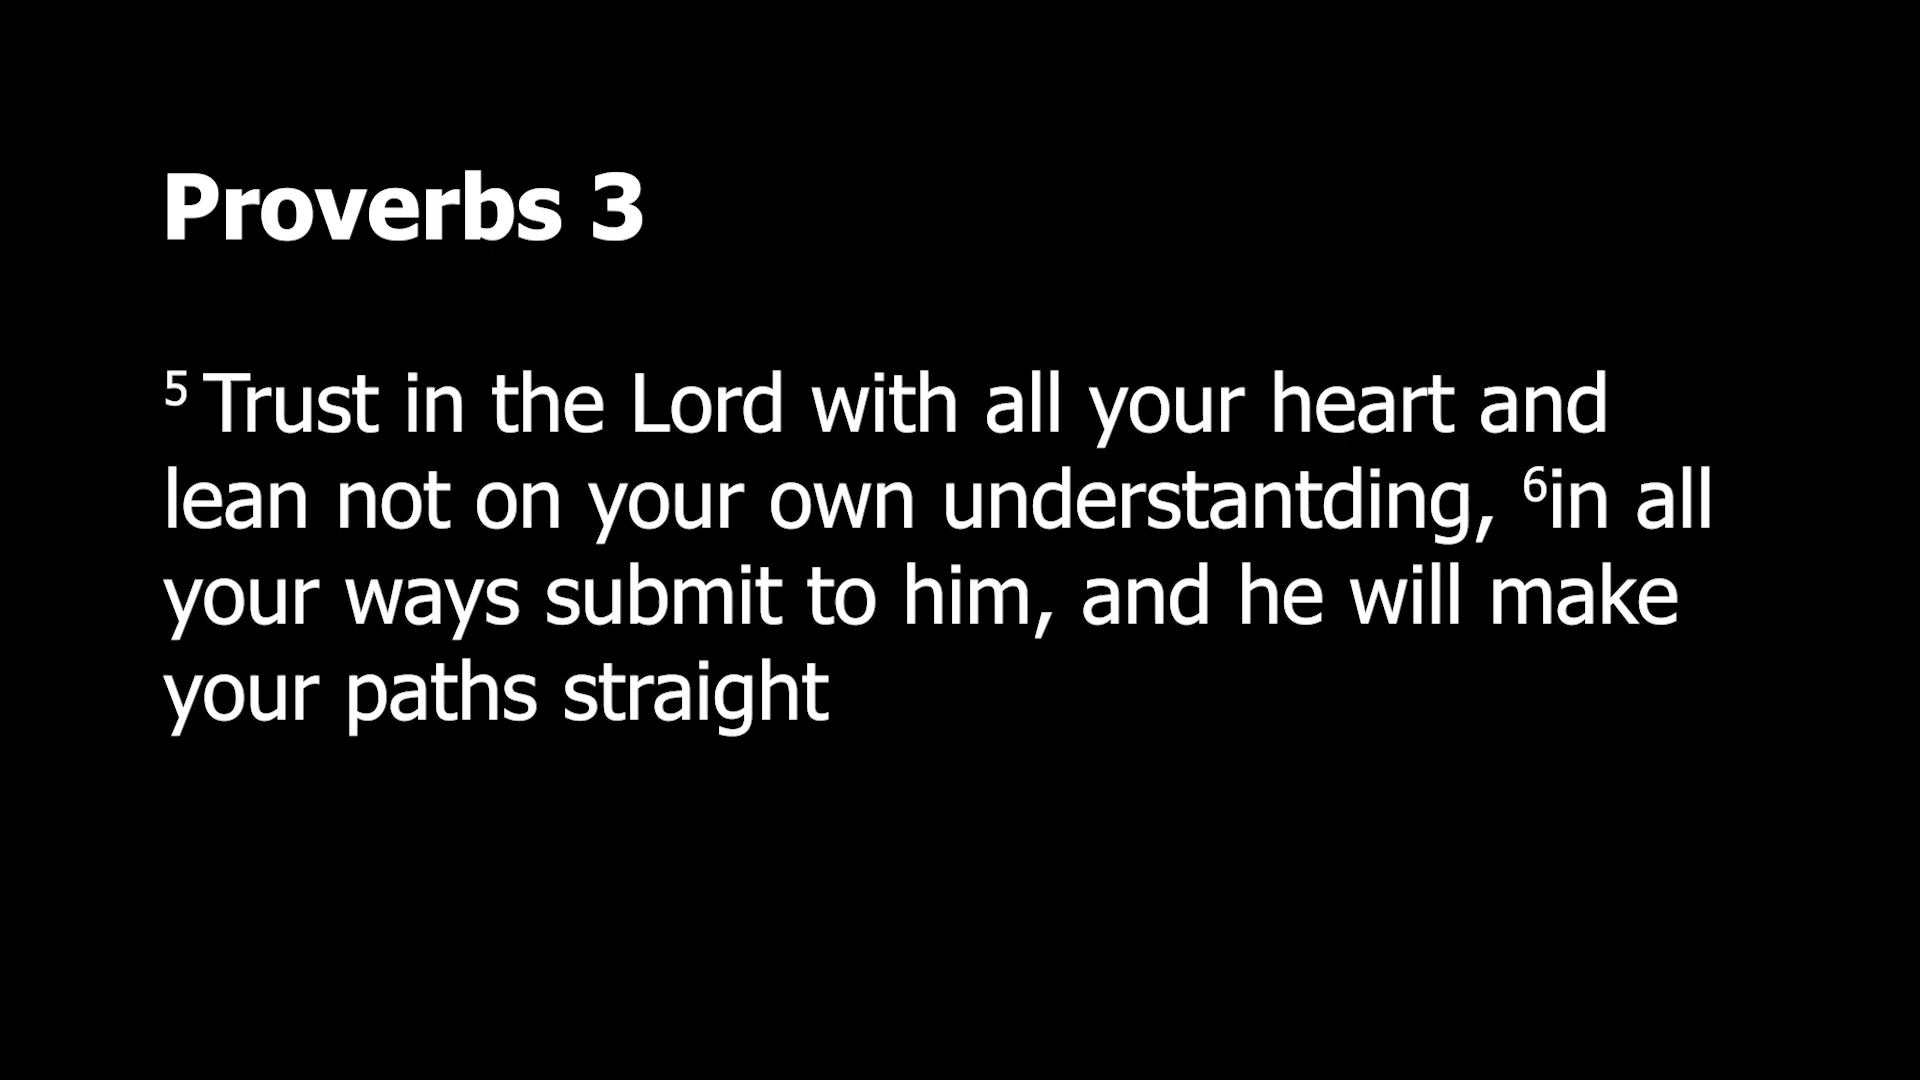 Proverbs 3
5 Trust in the Lord with all your heart and
lean not on your own understantding, 6in all
your ways submit to him, and he will make
your paths straight